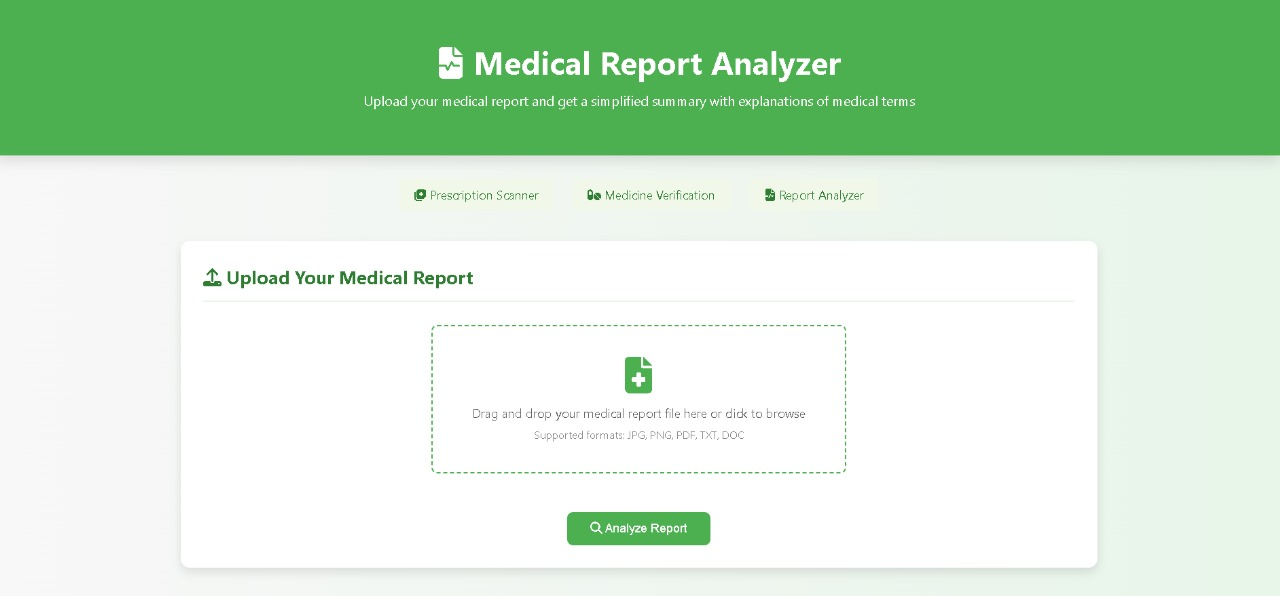 Medical Report Analyzer
Upload your medical report and get a simplified summary with explanations of medical terms
Prescription Scanner
Medicine Verification
Report Analyzer
Upload Your Medical Report
Drag and drop your medical report file here or click to browse
Supported formats: JPG, PNG, PDF, TXT, DOC
Analyze Report